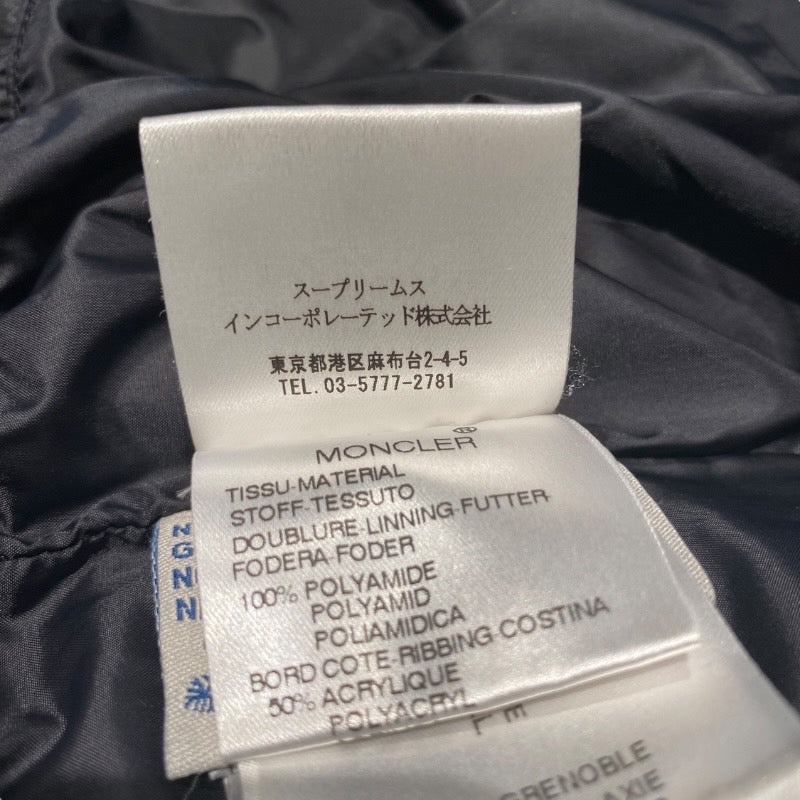 スープリームス
インコーポレーテッド株式会社
東京都港区麻布台2-4-5
TEL. 03-5777-2781
MONCLER®
TISSU-MATERIAL
STOFF-TESSUTO
DOUBLURE-LINNING-FUTTER
FODERA-FODER
100% POLYAMIDE
POLYAMID
POLIAMIDICA
BORD COTE-RIBBING-COSTINA
50% ACRYLIQUE
POLYACRYL
GRENOBLE